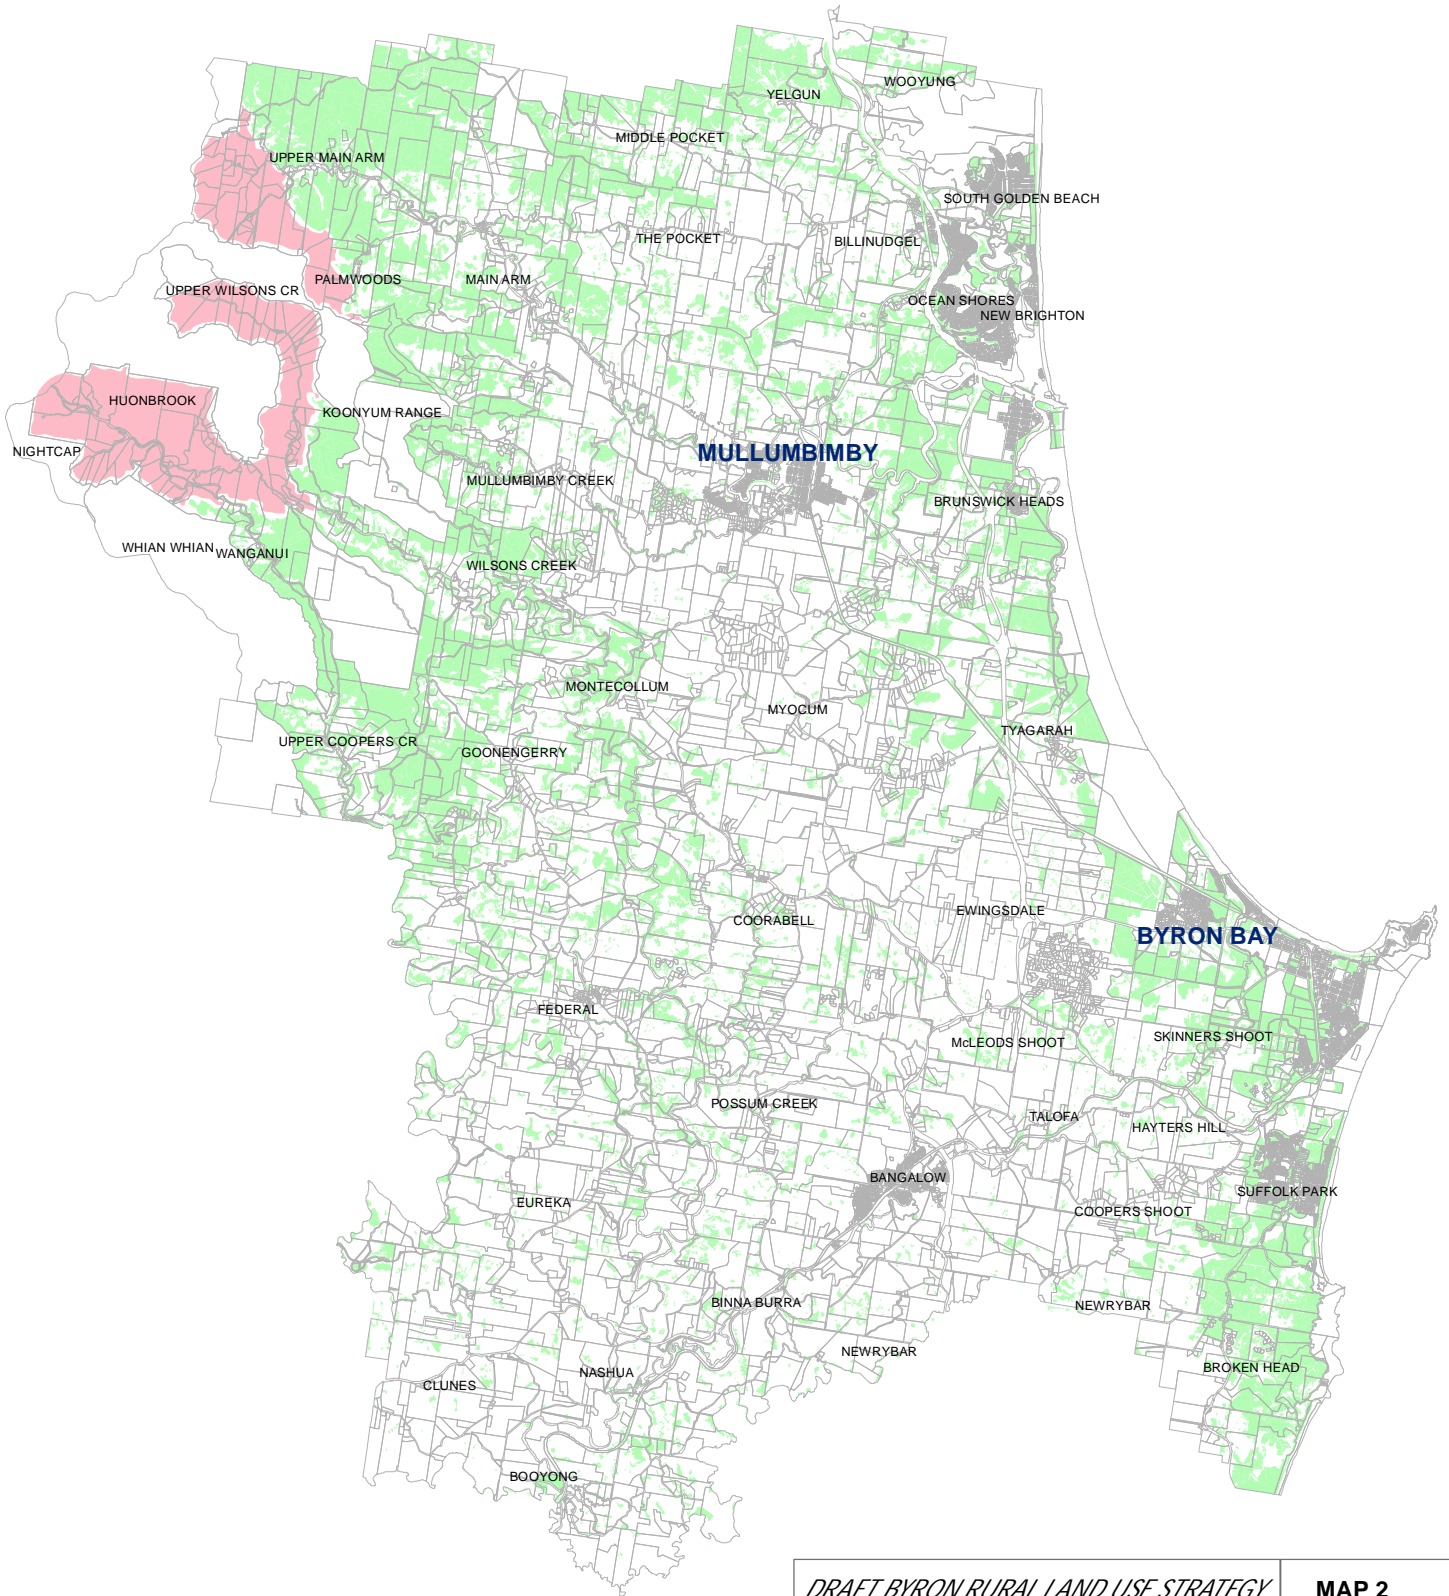 WOOYUNG
YELGUN
MIDDLE POCKET
UPPER MAIN ARM
SOUTH GOLDEN BEACH
THE POCKET
BILLINUDGEL
PALMWOODS
MAIN ARM
UPPER WILSONS CR
OCEAN SHORES
NEW BRIGHTON
HUONBROOK
KOONYUM RANGE
NIGHTCAP
MULLUMBIMBY
MULLUMBIMBY CREEK
BRUNSWICK HEADS
WHIAN WHIAN
WANGANUI
WILSONS CREEK
MONTECOLLUM
MYOCUM
TYAGARAH
UPPER COOPERS CR
GOONENGERRY
EWINGSDALE
COORABELL
BYRON BAY
FEDERAL
SKINNERS SHOOT
McLEODS SHOOT
POSSUM CREEK
TALOFA
HAYTERS HILL
BANGALOW
SUFFOLK PARK
EUREKA
COOPERS SHOOT
BINNA BURRA
NEWRYBAR
NEWRYBAR
BROKEN HEAD
NASHUA
CLUNES
BOOYONG
DRAFT BYRON RURAL LAND USE STRATEGY
MAP 2